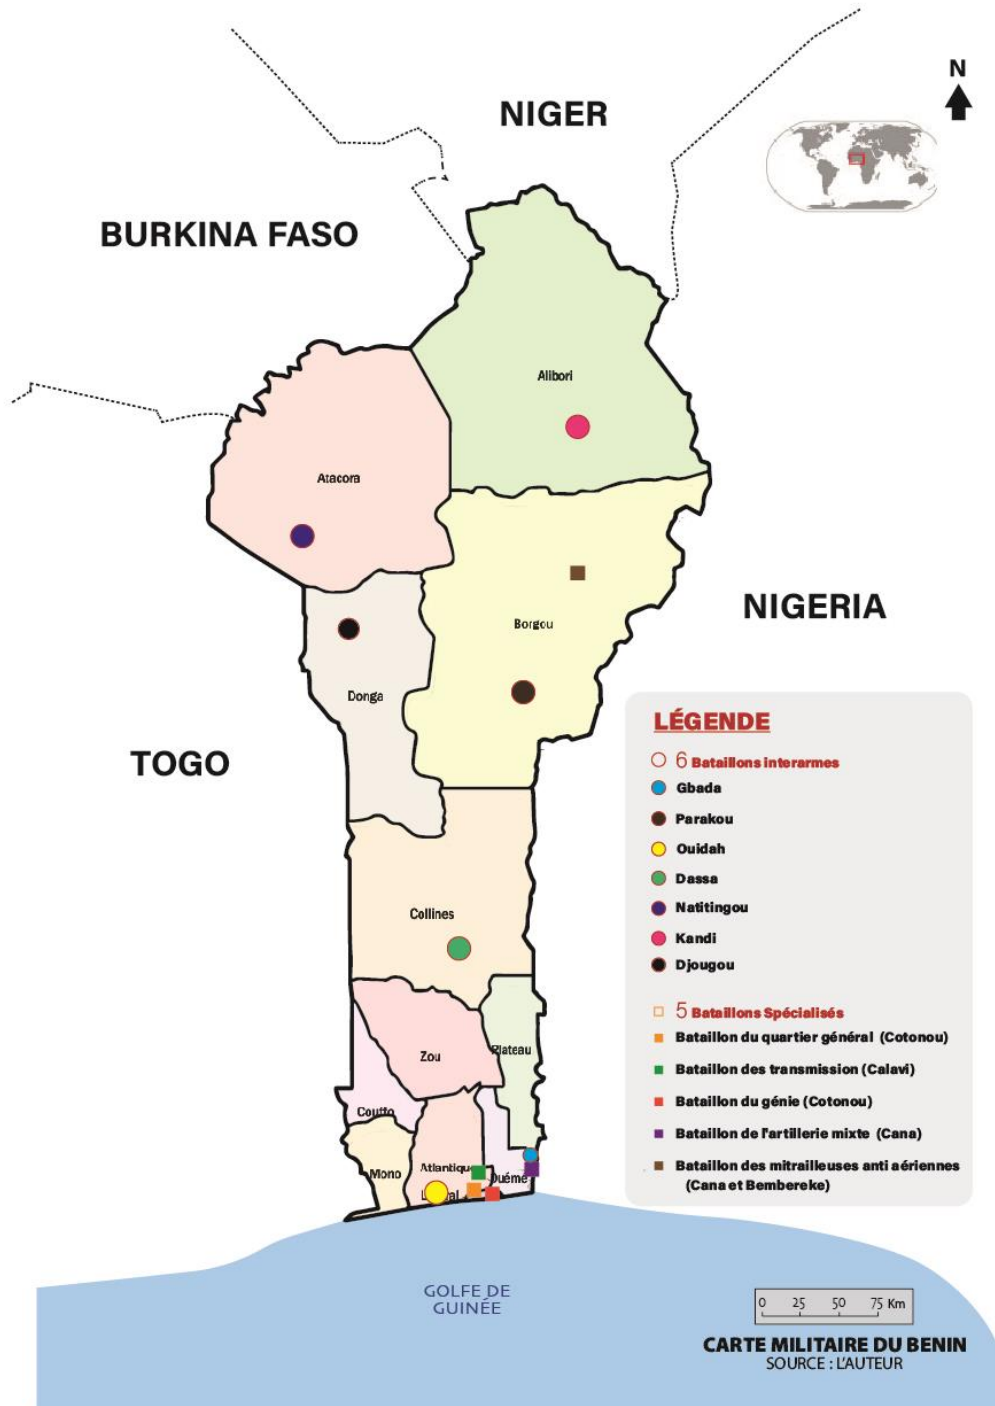 N
NIGER
BURKINA FASO
Alibori
Atacora
NIGERIA
Borgou
Donga
TOGO
LÉGENDE
6 Bataillons interarmes
Gbada
Parakou
Ouidah
Dassa
Natitingou
Kandi
Djougou
5 Bataillons Spécialisés
Bataillon du quartier général (Cotonou)
Bataillon des transmission (Calavi)
Bataillon du génie (Cotonou)
Bataillon de l'artillerie mixte (Cana)
Bataillon des mitrailleuses anti aériennes
(Cana et Bembereke)
Collines
Zou
Plateau
Couffo
Mono
Atlantique
Ouémé
GOLFE DE
GUINÉE
0 25 50 75 Km
CARTE MILITAIRE DU BENIN
SOURCE : L'AUTEUR